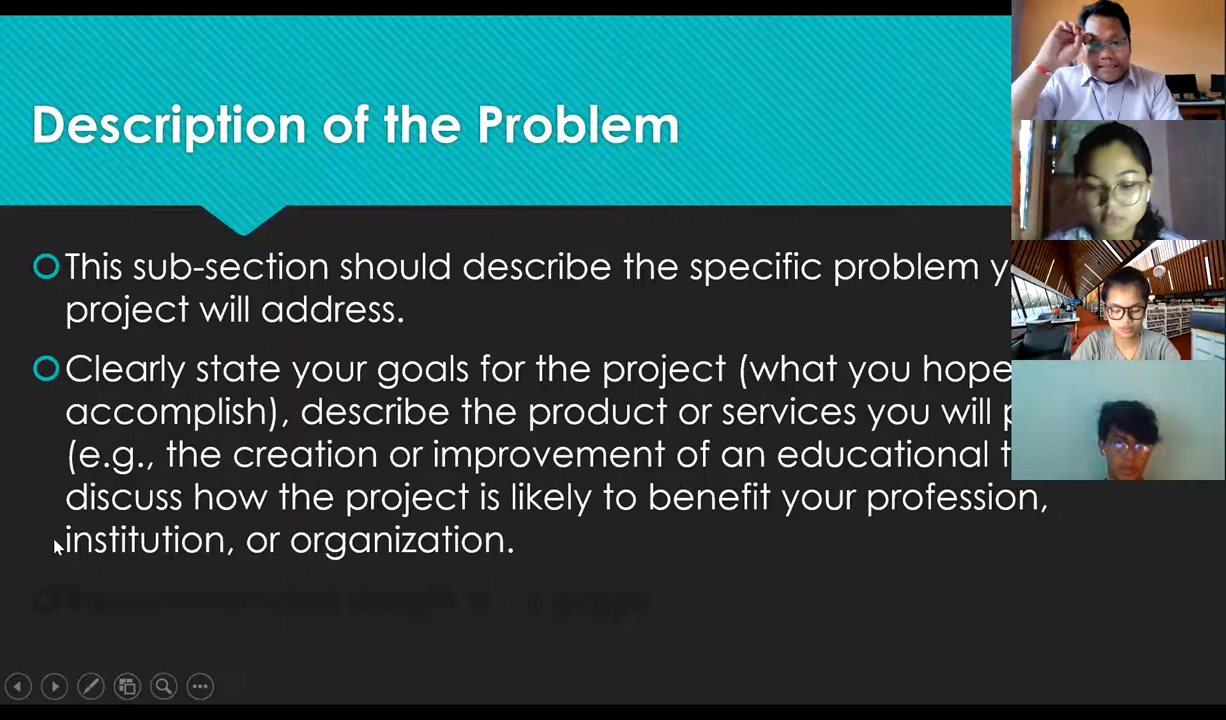 Description of the Problem
This sub-section should describe the specific problem
project will address.
Clearly state your goals for the project (what you hope
accomplish), describe the product or services you will
(e.g., the creation or improvement of an educational
discuss how the project is likely to benefit your profession,
institution, or organization.